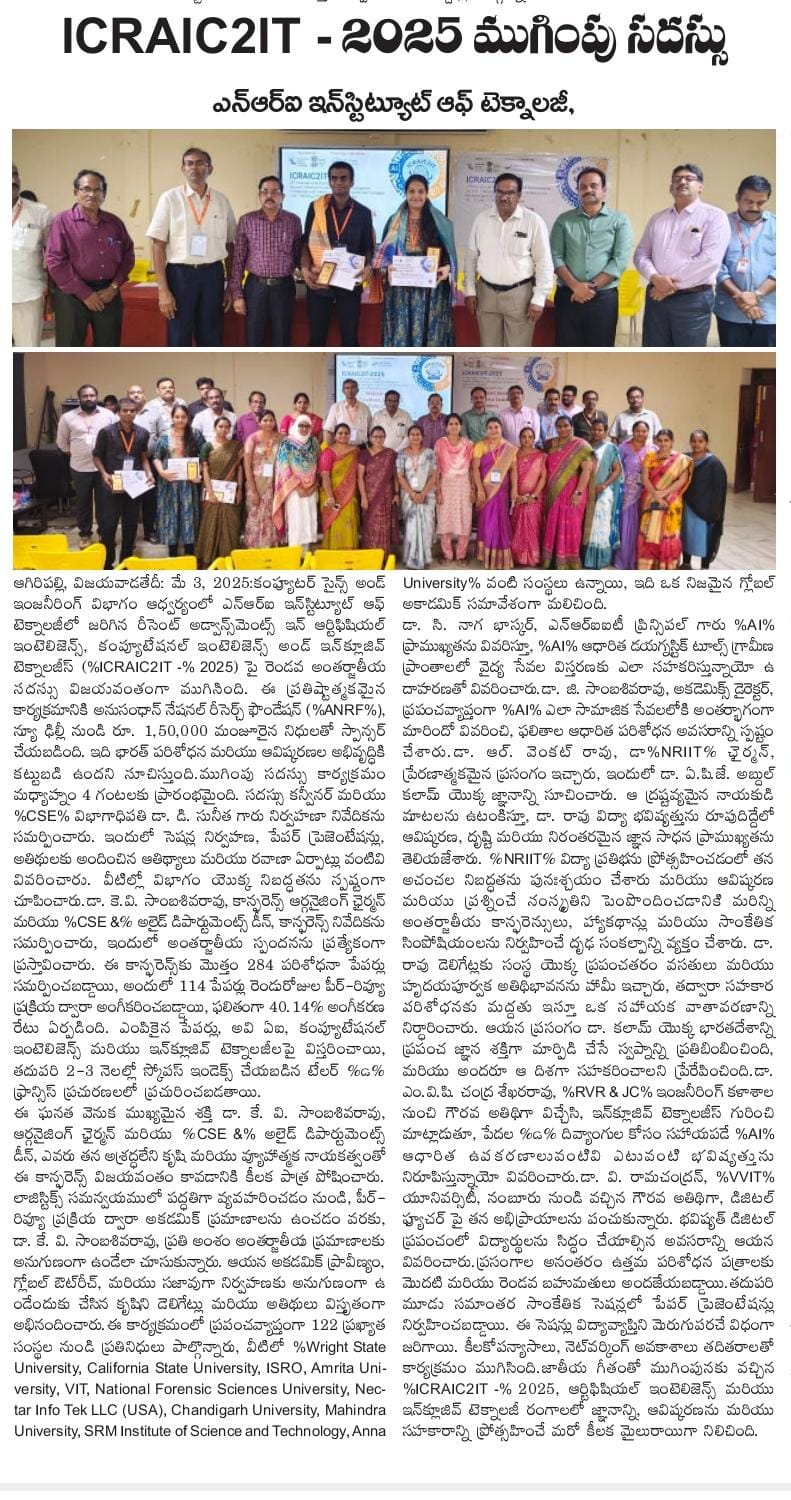 ICRAIC2IT - 2025 ముగింపు సదస్సు
ఎన్ఆర్ఐ ఇన్‌స్టిట్యూట్ ఆఫ్ టెక్నాలజీ,
ICRAIC2IT
ICRAIC2IT-2025
ఆగిరిపల్లి, విజయవాడతేదీ: మే 3, 2025:కంప్యూటర్ సైన్స్ అండ్
ఇంజనీరింగ్ విభాగం ఆధ్వర్యంలో ఎన్ఆర్ఐ ఇన్‌స్టిట్యూట్ ఆఫ్
టెక్నాలజీలో జరిగిన రీసెంట్ అడ్వాన్స్‌మెంట్స్ ఇన్ ఆర్టిఫిషియల్
ఇంటెలిజెన్స్, కంప్యూటేషనల్ ఇంటెలిజెన్స్ అండ్ ఇన్‌క్లూజివ్
టెక్నాలజీస్ (%ICRAIC2IT -% 2025) పై రెండవ అంతర్జాతీయ
సదస్సు విజయవంతంగా ముగిసింది. ఈ ప్రతిష్టాత్మకమైన
కార్యక్రమానికి అనుసంధాన్ నేషనల్ రీసెర్చ్ ఫౌండేషన్ (%ANRF%),
న్యూ ఢిల్లీ నుండి రూ. 1,50,000 మంజూరైన నిధులతో స్పాన్సర్
చేయబడింది. ఇది భారత్ పరిశోధన మరియు ఆవిష్కరణల అభివృద్ధికి
కట్టుబడి ఉందని సూచిస్తుంది.ముగింపు సదస్సు కార్యక్రమం
మధ్యాహ్నం 4 గంటలకు ప్రారంభమైంది. సదస్సు కన్వీనర్ మరియు
%CSE% విభాగాధిపతి డా. డి. సునీత గారు నిర్వహణా నివేదికను
సమర్పించారు. ఇందులో సెషన్ల నిర్వహణ, పేపర్ ప్రెజెంటేషన్లు,
అతిథులకు అందించిన ఆతిథ్యాలు మరియు రవాణా ఏర్పాట్లు వంటివి
వివరించారు. వీటిల్లో విభాగం యొక్క నిబద్ధతను స్పష్టంగా
చూపించారు.డా. కె.వి. సాంబశివరావు, కాన్ఫరెన్స్ ఆర్గనైజింగ్ ఛైర్మన్
మరియు %CSE &% అలైడ్ డిపార్టుమెంట్స్ డీన్, కాన్ఫరెన్స్ నివేదికను
సమర్పించారు, ఇందులో అంతర్జాతీయ స్పందనను ప్రత్యేకంగా
ప్రస్తావించారు. ఈ కాన్ఫరెన్స్‌కు మొత్తం 284 పరిశోధనా పేపర్లు
సమర్పించబడ్డాయి, అందులో 114 పేపర్లు రెండురోజుల పీర్-రివ్యు
ప్రక్రియ ద్వారా అంగీకరించబడ్డాయి, ఫలితంగా 40.14% అంగీకరణ
రేటు ఏర్పడింది. ఎంపికైన పేపర్లు, అవి ఏఐ, కంప్యూటేషనల్
ఇంటెలిజెన్స్ మరియు ఇన్‌క్లూజివ్ టెక్నాలజీలపై విస్తరించాయి,
తదుపరి 2-3 నెలల్లో స్కోపస్ ఇండెక్స్ చేయబడిన టేలర్ %&%
ఫ్రాన్సిస్ ప్రచురణలలో ప్రచురించబడతాయి.
ఈ ఘనత వెనుక ముఖ్యమైన శక్తి డా. కే. వి. సాంబశివరావు,
ఆర్గనైజింగ్ ఛైర్మన్ మరియు %CSE &% అలైడ్ డిపార్టుమెంట్స్
డీన్, ఎవరు తన అశ్రద్ధలేని కృషి మరియు వ్యూహాత్మక నాయకత్వంతో
ఈ కాన్ఫరెన్స్ విజయవంతం కావడానికి కీలక పాత్ర పోషించారు.
లాజిస్టిక్స్ సమన్వయములో పద్ధతిగా వ్యవహరించడం నుండి, పీర్-
రివ్యు ప్రక్రియ ద్వారా అకడమిక్ ప్రమాణాలను ఉంచడం వరకు,
డా. కే. వి. సాంబశివరావు, ప్రతి అంశం అంతర్జాతీయ ప్రమాణాలకు
అనుగుణంగా ఉండేలా చూసుకున్నారు. ఆయన అకడమిక్ ప్రావీణ్యం,
గ్లోబల్ ఔట్‌రీచ్, మరియు సజావుగా నిర్వహణకు అనుగుణంగా ఉ
ండేందుకు చేసిన కృషిని డెలిగేట్లు మరియు అతిథులు విస్తృతంగా
అభినందించారు.ఈ కార్యక్రమంలో ప్రపంచవ్యాప్తంగా 122 ప్రఖ్యాత
సంస్థల నుండి ప్రతినిధులు పాల్గొన్నారు, వీటిలో %Wright State
University, California State University, ISRO, Amrita Uni-
versity, VIT, National Forensic Sciences University, Nec-
tar Info Tek LLC (USA), Chandigarh University, Mahindra
University, SRM Institute of Science and Technology, Anna
University% వంటి సంస్థలు ఉన్నాయి, ఇది ఒక నిజమైన గ్లోబల్
అకాడమిక్ సమావేశంగా మలిచింది.
డా. సి. నాగ భాస్కర్, ఎన్ఆర్ఐఐటీ ప్రిన్సిపల్ గారు %AI%
ప్రాముఖ్యతను వివరిస్తూ, %AI% ఆధారిత డయగ్నస్టిక్ టూల్స్ గ్రామీణ
ప్రాంతాలలో వైద్య సేవల విస్తరణకు ఎలా సహకరిస్తున్నాయో ఉ
దాహరణతో వివరించారు.డా. జి. సాంబశివరావు, అకడెమిక్స్ డైరెక్టర్,
ప్రపంచవ్యాప్తంగా %AI% ఎలా సామాజిక సేవలలోకి అంతర్భాగంగా
మారిందో వివరించి, ఫలితాల ఆధారిత పరిశోధన అవసరాన్ని స్పష్టం
చేశారు.డా. ఆర్. వెంకట్ రావు, డా%NRIIT% ఛైర్మన్,
ప్రేరణాత్మకమైన ప్రసంగం ఇచ్చారు, ఇందులో డా. ఏ.పి.జే. అబ్దుల్
కలామ్ యొక్క జ్ఞానాన్ని సూచించారు. ఆ ద్రష్టవ్యమైన నాయకుడి
మాటలను ఉటంకిస్తూ, డా. రావు విద్యా భవిష్యత్తును రూపుదిద్దేలో
ఆవిష్కరణ, దృష్టి మరియు నిరంతరమైన జ్ఞాన సాధన ప్రాముఖ్యతను
తెలియజేశారు. %NRIIT% విద్యా ప్రతిభను ప్రోత్సహించడంలో తన
అచంచల నిబద్ధతను పునఃశ్చయం చేశారు మరియు ఆవిష్కరణ
మరియు ప్రశ్నించే సంస్కృతిని పెంపొందించడానికి మరిన్ని
అంతర్జాతీయ కాన్ఫరెన్సులు, హ్యాకథాన్లు మరియు సాంకేతిక
సింపోషియంలను నిర్వహించే దృఢ సంకల్పాన్ని వ్యక్తం చేశారు. డా.
రావు డెలిగేట్లకు సంస్థ యొక్క ప్రపంచతరం వసతులు మరియు
హృదయపూర్వక అతిథిభావనను హామీ ఇచ్చారు, తద్వారా సహకార
పరిశోధనకు మద్దతు ఇస్తూ ఒక సహాయక వాతావరణాన్ని
నిర్ధారించారు. ఆయన ప్రసంగం డా. కలామ్ యొక్క భారతదేశాన్ని
ప్రపంచ జ్ఞాన శక్తిగా మార్పిడి చేసే స్వప్నాన్ని ప్రతిబింబించింది,
మరియు అందరూ ఆ దిశగా సహకరించాలని ప్రేరేపించింది.డా.
ఎం.వి.పి. చంద్ర శేఖరరావు, %RVR & JC% ఇంజనీరింగ్ కళాశాల
నుంచి గౌరవ అతిథిగా విచ్చేసి, ఇన్‌క్లూజివ్ టెక్నాలజీస్ గురించి
మాట్లాడుతూ, పేదల %&% దివ్యాంగుల కోసం సహాయపడే %AI%
ఆధారిత ఉపకరణాలువంటివి ఎటువంటి భవిష్యత్తును
నిరూపిస్తున్నాయో వివరించారు.డా. వి. రామచంద్రన్, %VVIT%
యూనివర్సిటీ, నంబూరు నుండి వచ్చిన గౌరవ అతిథిగా, డిజిటల్
ఫ్యూచర్ పై తన అభిప్రాయాలను పంచుకున్నారు. భవిష్యత్ డిజిటల్
ప్రపంచంలో విద్యార్థులను సిద్ధం చేయాల్సిన అవసరాన్ని ఆయన
వివరించారు.ప్రసంగాల అనంతరం ఉత్తమ పరిశోధన పత్రాలకు
మొదటి మరియు రెండవ బహుమతులు అందజేయబడ్డాయి.తదుపరి
మూడు సమాంతర సాంకేతిక సెషన్లలో పేపర్ ప్రెజెంటేషన్లు
నిర్వహించబడ్డాయి. ఈ సెషన్లు విద్యావ్యాప్తిని మెరుగుపరచే విధంగా
జరిగాయి. కీలకోపన్యాసాలు, నెట్‌వర్కింగ్ అవకాశాలు తదితరాలతో
కార్యక్రమం ముగిసింది.జాతీయ గీతంతో ముగింపునకు వచ్చిన
%ICRAIC2IT -% 2025, ఆర్టిఫిషియల్ ఇంటెలిజెన్స్ మరియు
ఇన్‌క్లూజివ్ టెక్నాలజీ రంగాలలో జ్ఞానాన్ని, ఆవిష్కరణను మరియు
సహకారాన్ని ప్రోత్సహించే మరో కీలక మైలురాయిగా నిలిచింది.